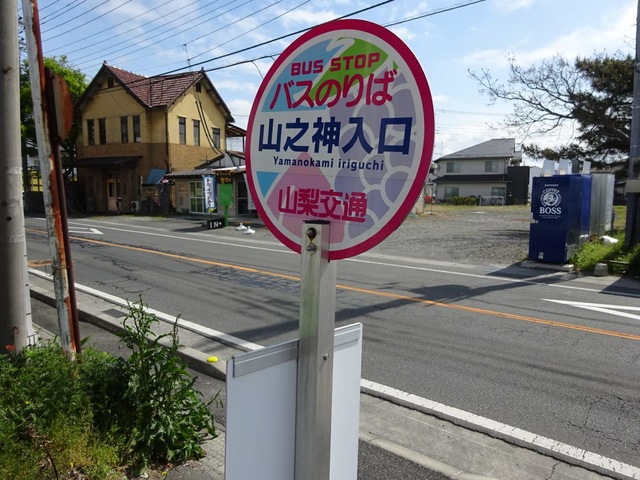 BUS STOP
バスのりば
山之神入口
Yamanokami iriguchi
山梨交通
BOSS